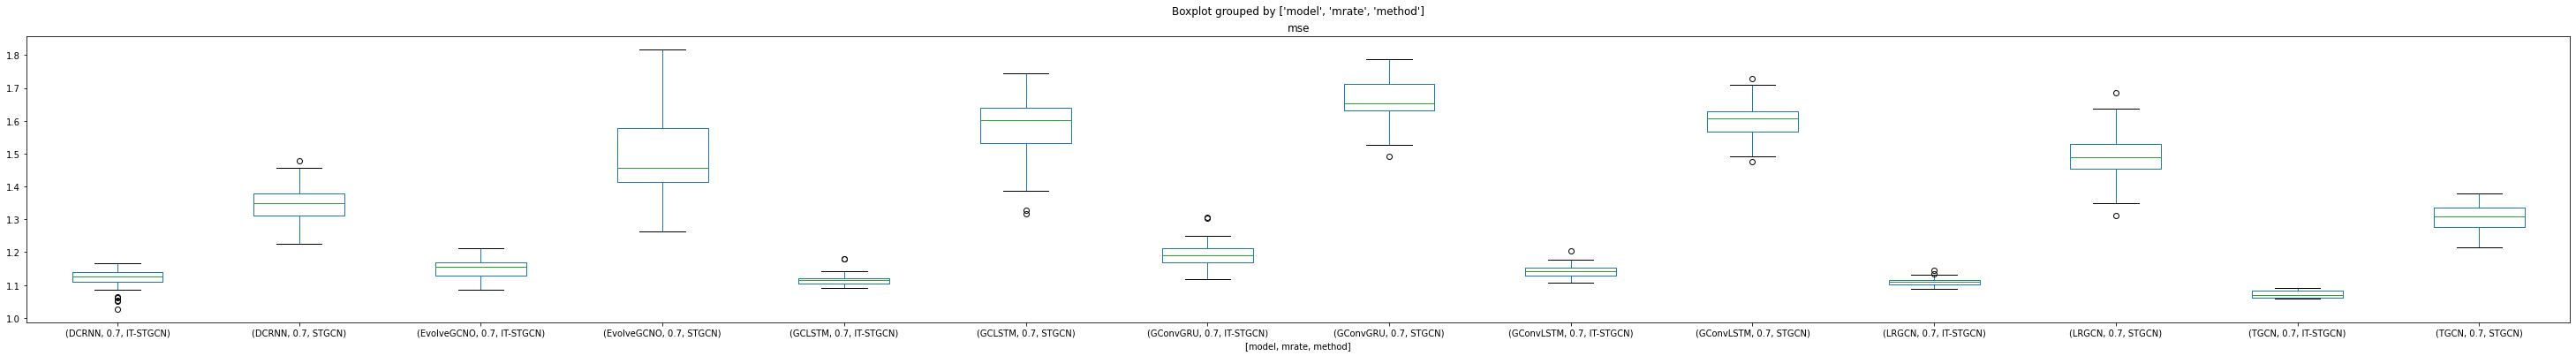 Boxplot grouped by ['model', 'mrate', 'method']
mse
1.8
1.7
1.6
1.5
1.4
1.3
1.2
1.1
1.0
(DCRNN, 0.7, IT-STGCN) (DCRNN, 0.7, STGCN) (EvolveGCNO, 0.7, IT-STGCN) (EvolveGCNO, 0.7, STGCN) (GCLSTM, 0.7, IT-STGCN) (GCLSTM, 0.7, STGCN) (GConvGRU, 0.7, IT-STGCN) (GConvGRU, 0.7, STGCN) (GConvLSTM, 0.7, IT-STGCN) (GConvLSTM, 0.7, STGCN) (LRGCN, 0.7, IT-STGCN) (LRGCN, 0.7, STGCN) (TGCN, 0.7, IT-STGCN) (TGCN, 0.7, STGCN)
[model, mrate, method]